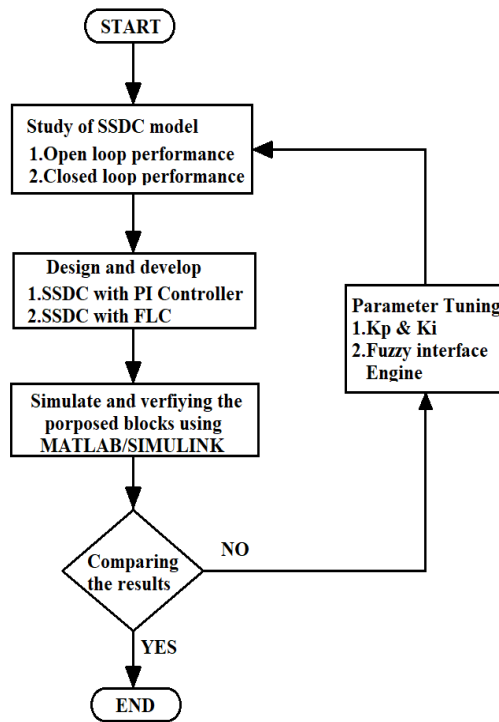 START
Study of SSDC model
1.Open loop performance
2.Closed loop performance
Design and develop
1.SSDC with PI Controller
2.SSDC with FLC
Parameter Tuning
1.Kp & Ki
2.Fuzzy interface
Engine
Simulate and verfiying the
porposed blocks using
MATLAB/SIMULINK
Comparing
the results
NO
YES
END